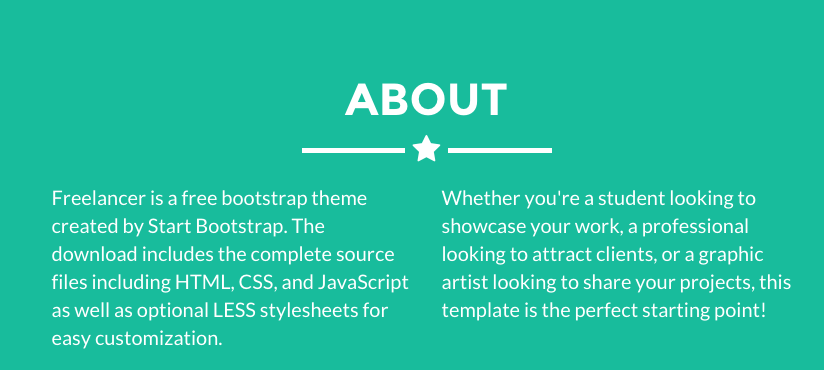 ABOUT
Freelancer is a free bootstrap theme
created by Start Bootstrap. The
download includes the complete source
files including HTML, CSS, and JavaScript
as well as optional LESS stylesheets for
easy customization.
Whether you're a student looking to
showcase your work, a professional
looking to attract clients, or a graphic
artist looking to share your projects, this
template is the perfect starting point!